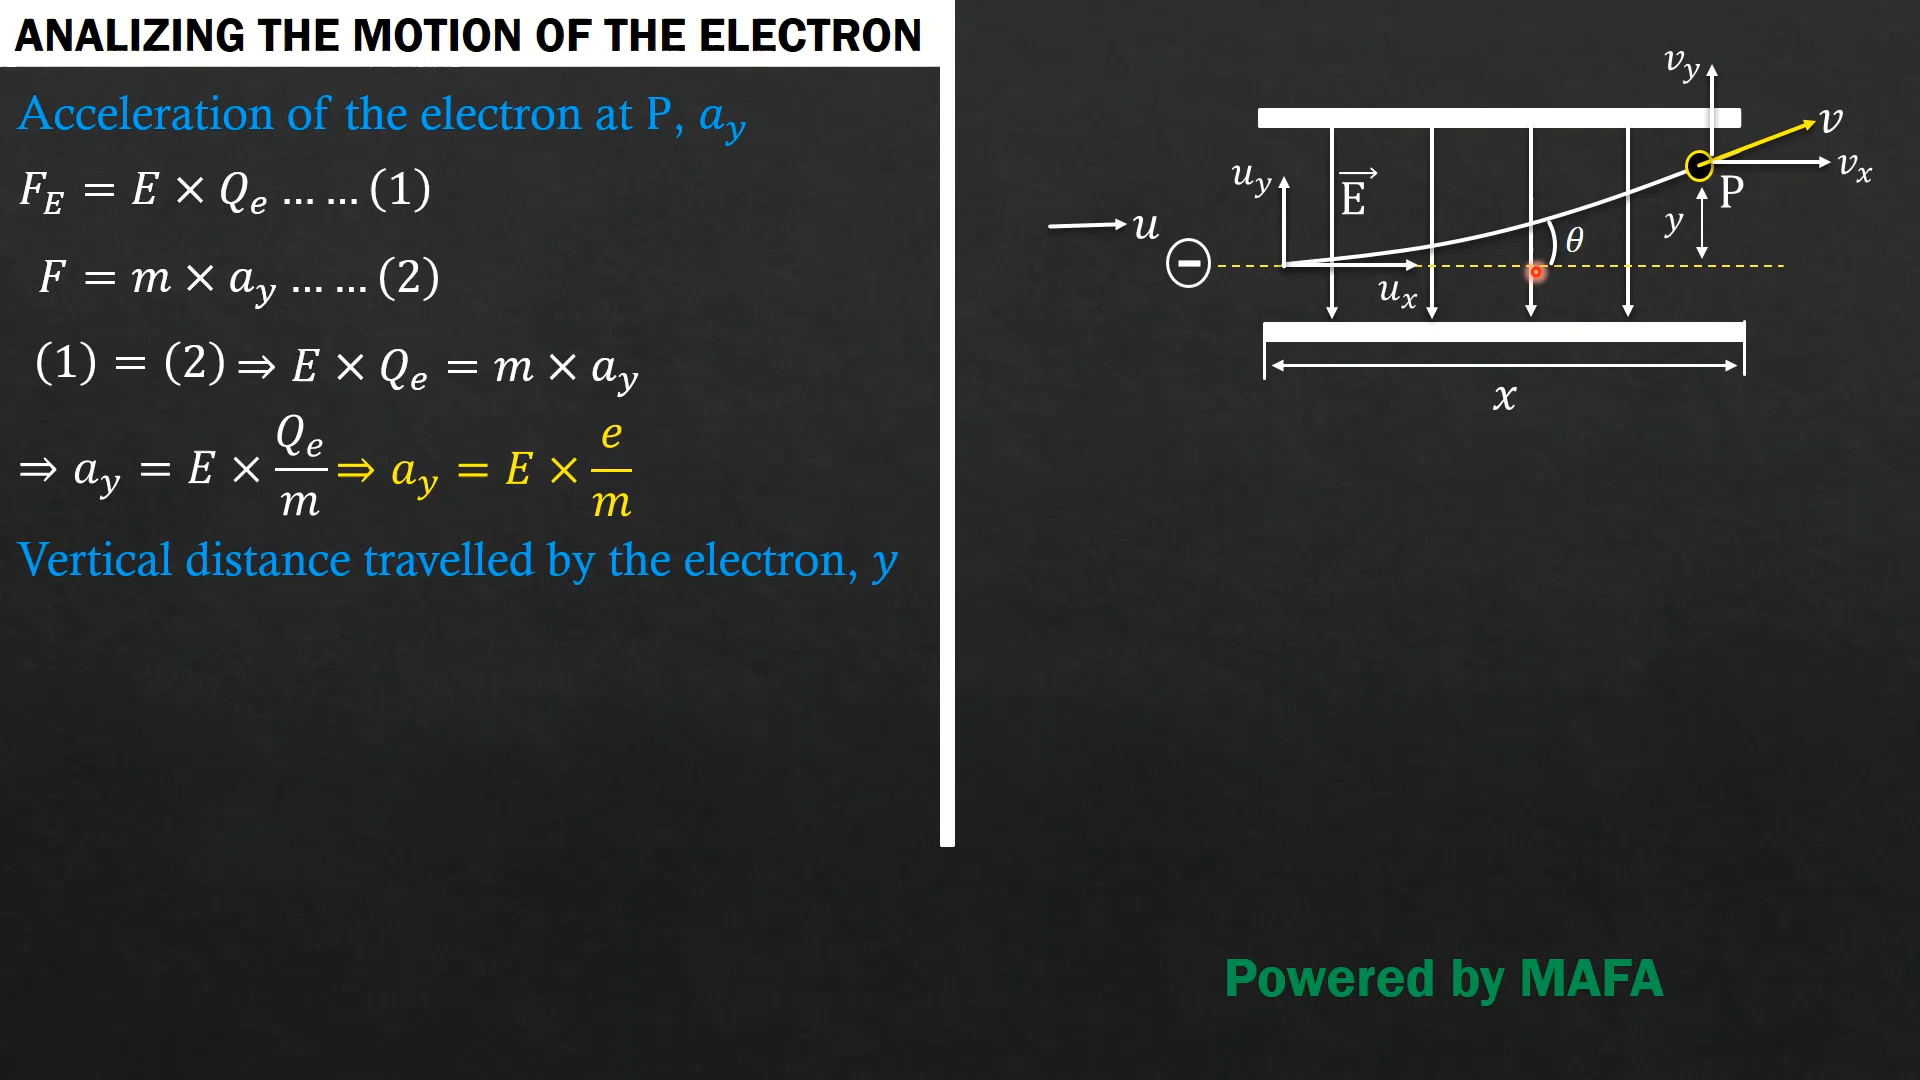 ANALIZING THE MOTION OF THE ELECTRON
Acceleration of the electron at P, a_y
F_E = E × Q_e ... ... (1)
F = m × a_y ... ... (2)
(1) = (2) ⇒ E × Q_e = m × a_y
⇒ a_y = E × Q_e/m ⇒ a_y = E × e/m
Vertical distance travelled by the electron, y
v_y
v
v_x
P
y
θ
u_y
E⃗
u
−
u_x
x
Powered by MAFA